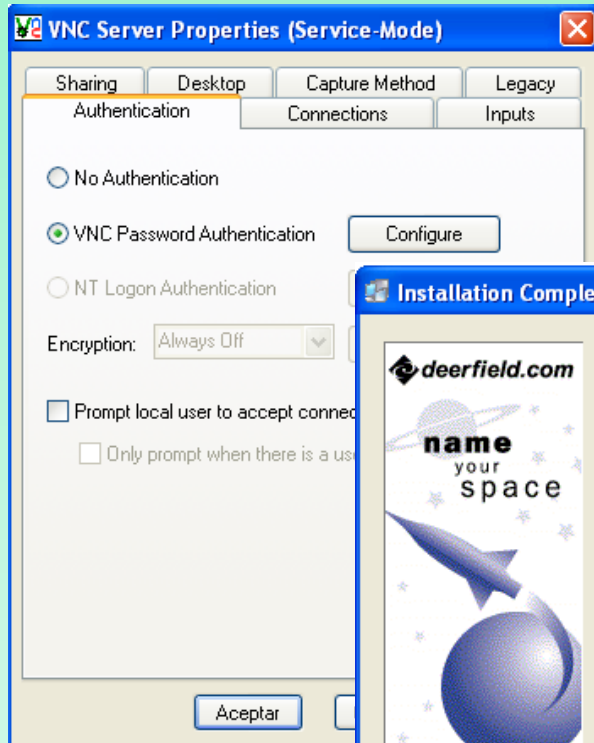 VNC Server Properties (Service-Mode)
Sharing Desktop Capture Method Legacy
Authentication Connections Inputs
No Authentication
VNC Password Authentication Configure
NT Logon Authentication
Encryption: Always Off
Prompt local user to accept connec
Only prompt when there is a us
Aceptar
Installation Comple
deerfield.com
name
your
space